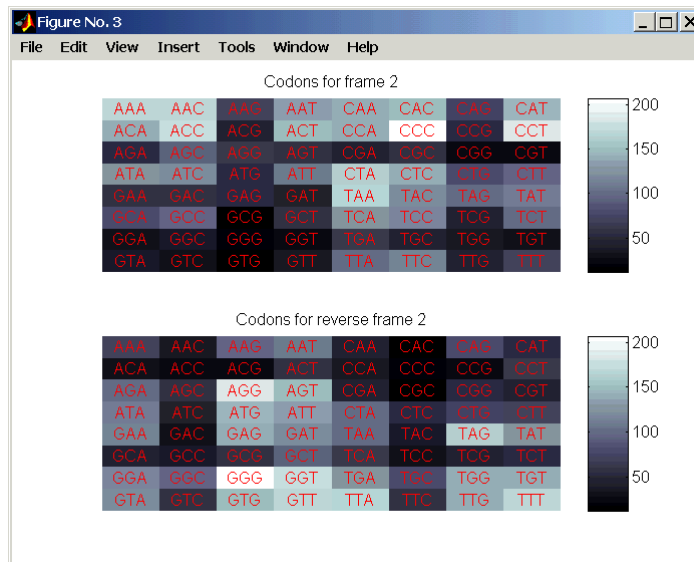 Figure No. 3
File Edit View Insert Tools Window Help
Codons for frame 2
AAA AAC AAG AAT CAA CAC CAG CAT
200
ACA ACC ACG ACT CCA CCC CCG CCT
AGA AGC AGG AGT CGA CGC CGG CGT
150
ATA ATC ATG ATT CTA CTC CTG CTT
100
GAA GAC GAG GAT TAA TAC TAG TAT
GCA GCC GCG GCT TCA TCC TCG TCT
50
GGA GGC GGG GGT TGA TGC TGG TGT
GTA GTC GTG GTT TTA TTC TTG TTT
Codons for reverse frame 2
AAA AAC AAG AAT CAA CAC CAG CAT
200
ACA ACC ACG ACT CCA CCC CCG CCT
AGA AGC AGG AGT CGA CGC CGG CGT
150
ATA ATC ATG ATT CTA CTC CTG CTT
100
GAA GAC GAG GAT TAA TAC TAG TAT
GCA GCC GCG GCT TCA TCC TCG TCT
50
GGA GGC GGG GGT TGA TGC TGG TGT
GTA GTC GTG GTT TTA TTC TTG TTT